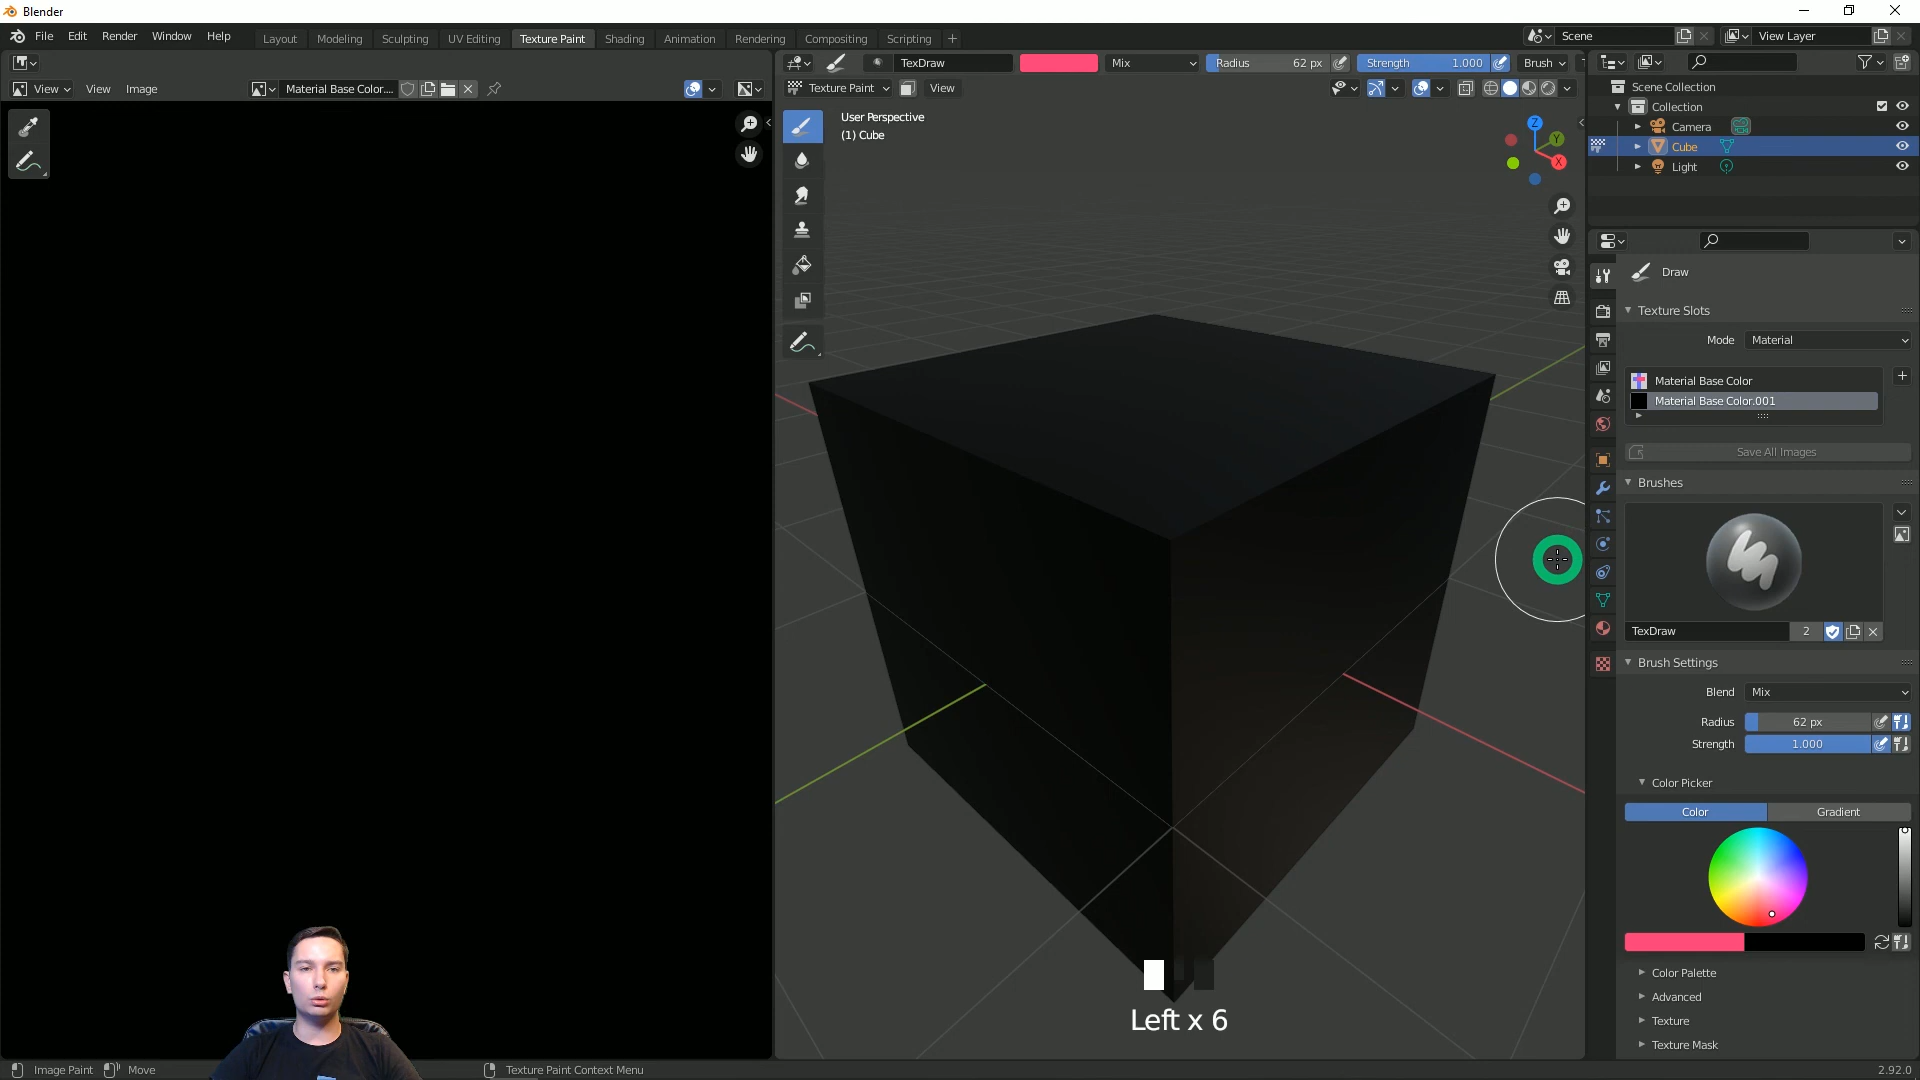 Blender
File Edit Render Window Help
Layout Modeling Sculpting UV Editing Texture Paint Shading Animation Rendering Compositing Scripting
Scene
View Layer
TexDraw Mix Radius 62 px Strength 1.000 Brush
View View Image Material Base Color....
Texture Paint View
User Perspective
(1) Cube
Z
Y
X
Scene Collection
Collection
Camera
Cube
Light
Draw
Texture Slots
Mode Material
Material Base Color
Material Base Color.001
Save All Images
Brushes
TexDraw 2
Brush Settings
Blend Mix
Radius 62 px
Strength 1.000
Color Picker
Color Gradient
Color Palette
Advanced
Texture
Texture Mask
Left x 6
Image Paint Move Texture Paint Context Menu 2.92.0